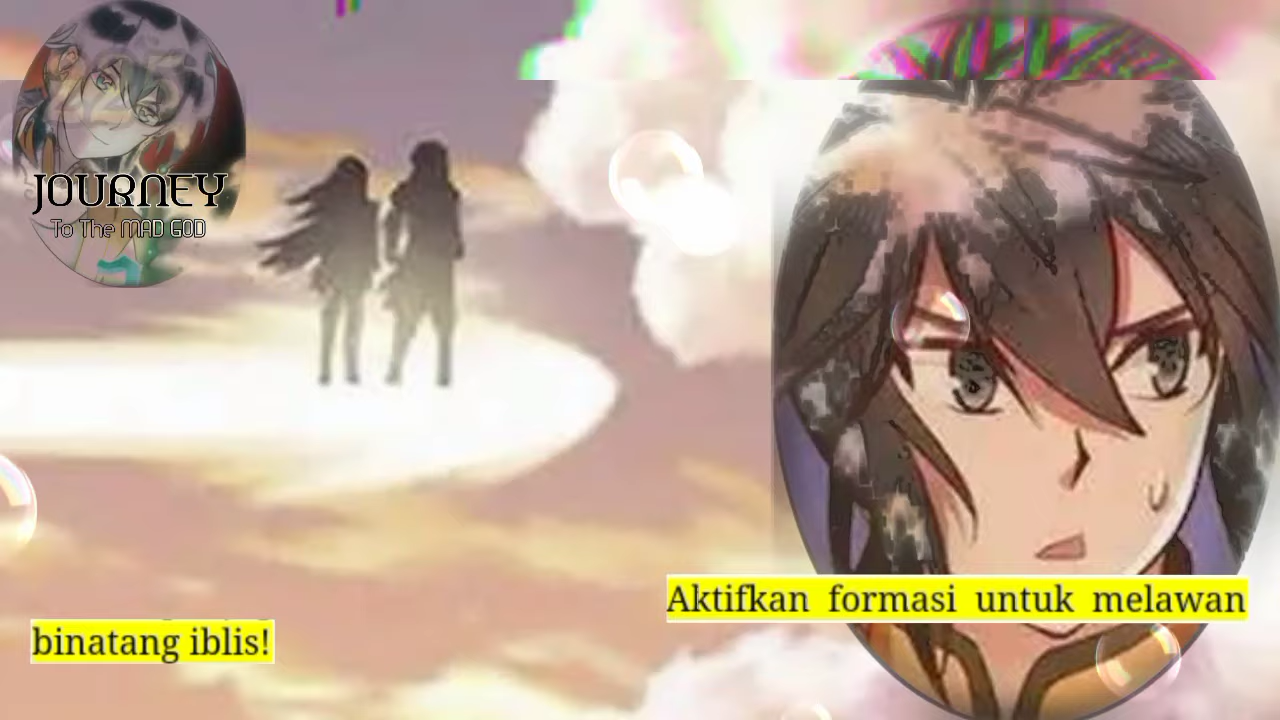 JOURNEY
To The MAD GOD
Aktifkan formasi untuk melawan
binatang iblis!